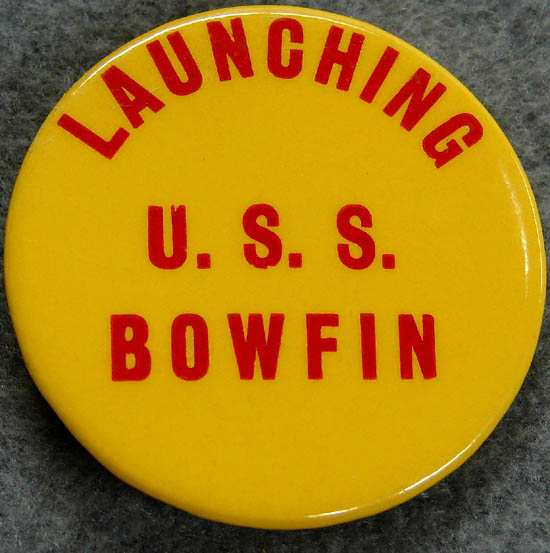 LAUNCHING
U. S. S.
BOWFIN